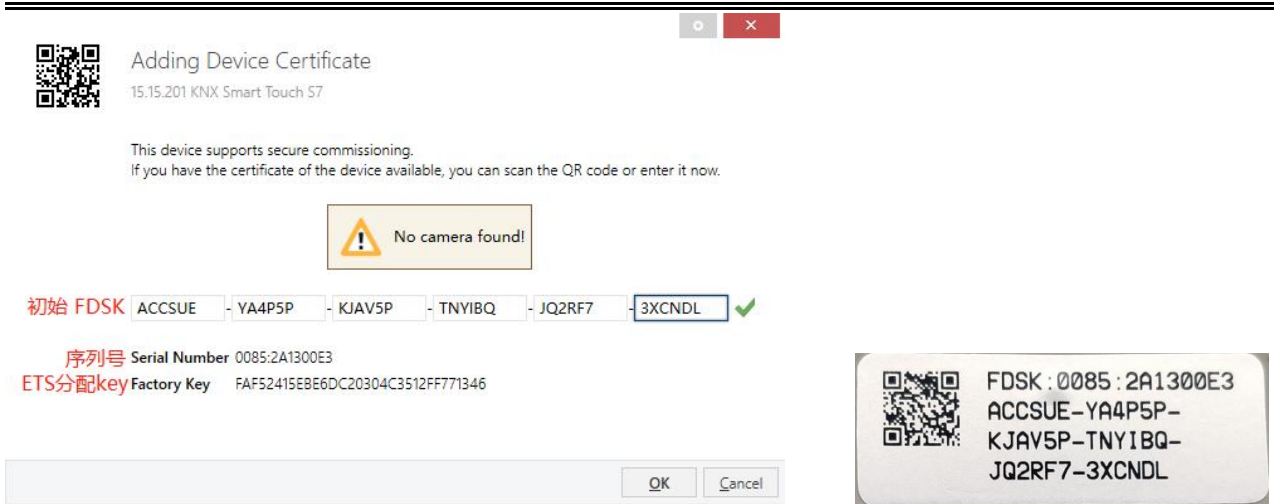 Adding Device Certificate
15.15.201 KNX Smart Touch S7
This device supports secure commissioning.
If you have the certificate of the device available, you can scan the QR code or enter it now.
No camera found!
初始 FDSK ACCSUE - YA4P5P - KJAV5P - TNYIBQ - JQ2RF7 - 3XCNDL
序列号 Serial Number 0085:2A1300E3
ETS分配key Factory Key FAF52415EBE6DC20304C3512FF771346
OK Cancel
FDSK:0085:2A1300E3
ACCSUE-YA4P5P-
KJAV5P-TNYIBQ-
JQ2RF7-3XCNDL